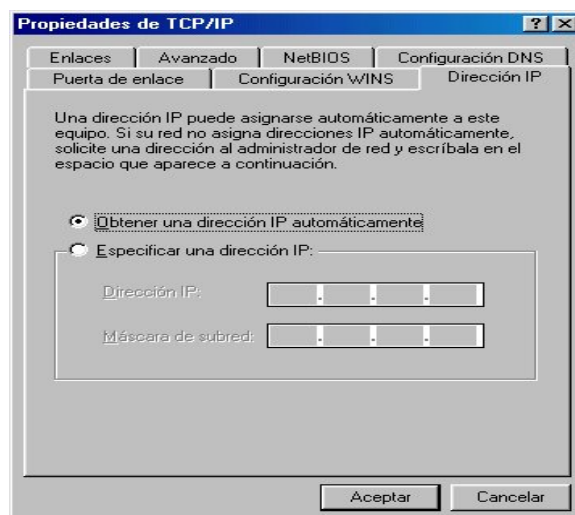 Propiedades de TCP/IP
Enlaces Avanzado NetBIOS Configuración DNS
Puerta de enlace Configuración WINS Dirección IP
Una dirección IP puede asignarse automáticamente a este
equipo. Si su red no asigna direcciones IP automáticamente,
solicite una dirección al administrador de red y escríbala en el
espacio que aparece a continuación.
Obtener una dirección IP automáticamente
Especificar una dirección IP:
Dirección IP:
Máscara de subred:
Aceptar Cancelar